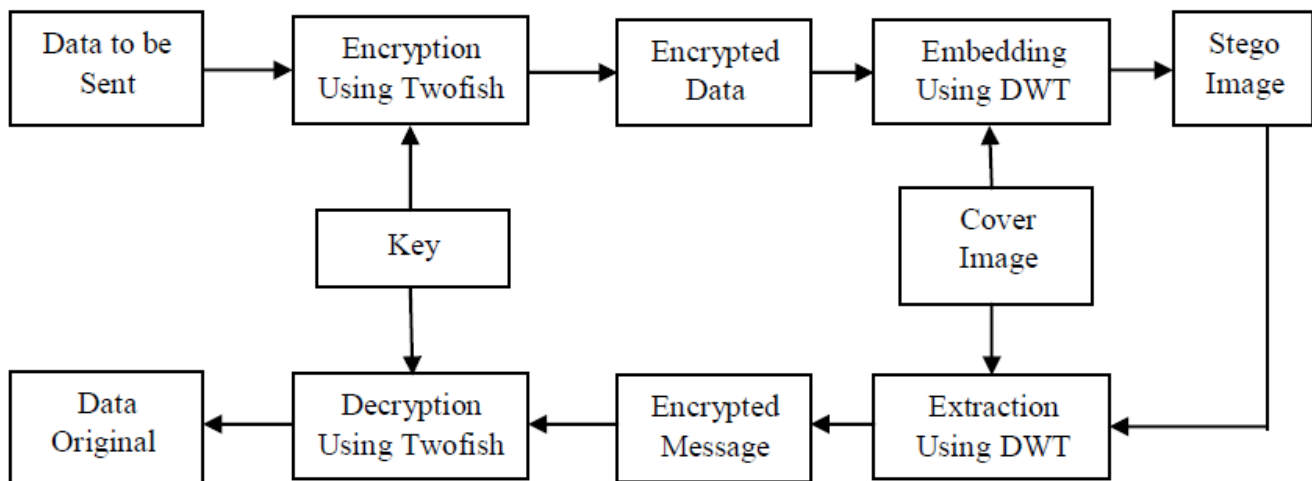 Data to be
Sent
Encryption
Using Twofish
Encrypted
Data
Embedding
Using DWT
Stego
Image
Key
Cover
Image
Data
Original
Decryption
Using Twofish
Encrypted
Message
Extraction
Using DWT